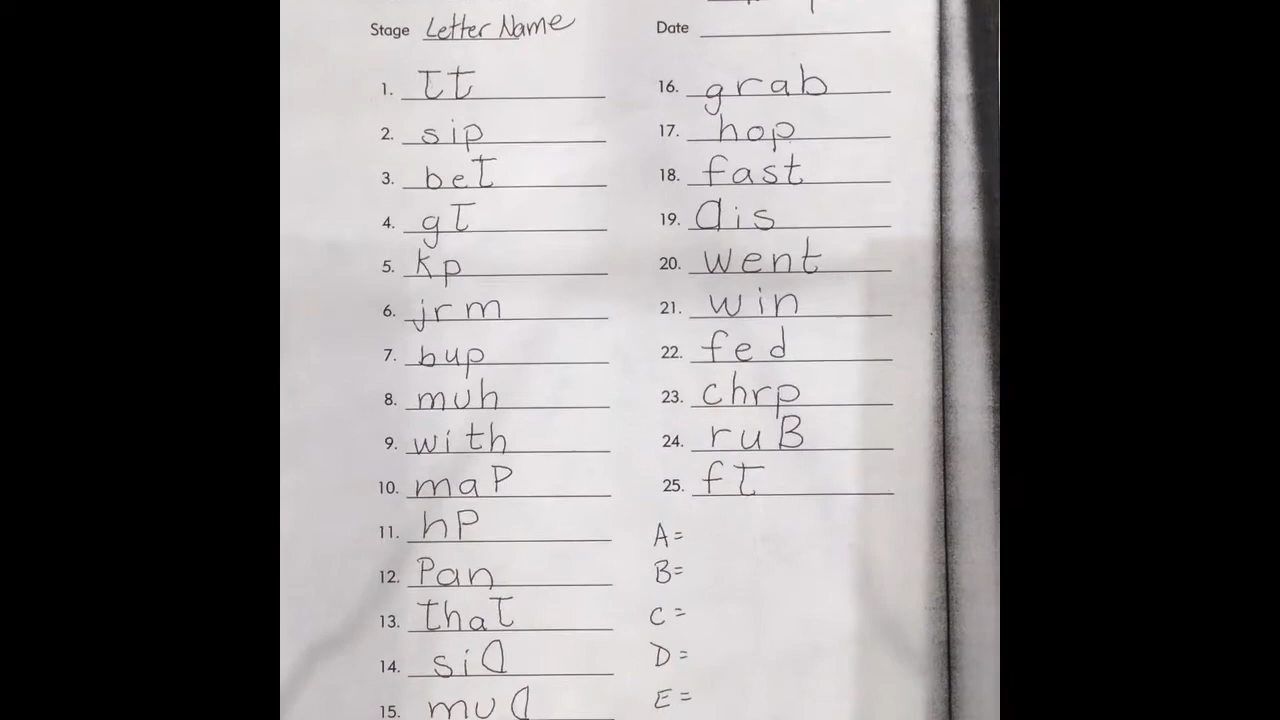 Stage Letter Name
Date
1. Tt
2. sip
3. beT
4. gT
5. Kp
6. jrm
7. bup
8. muh
9. with
10. maP
11. hP
12. Pan
13. thaT
14. sid
15. mud
16. grab
17. hop
18. fast
19. dis
20. went
21. win
22. fed
23. chrp
24. ruB
25. fT
A=
B=
C=
D=
E=